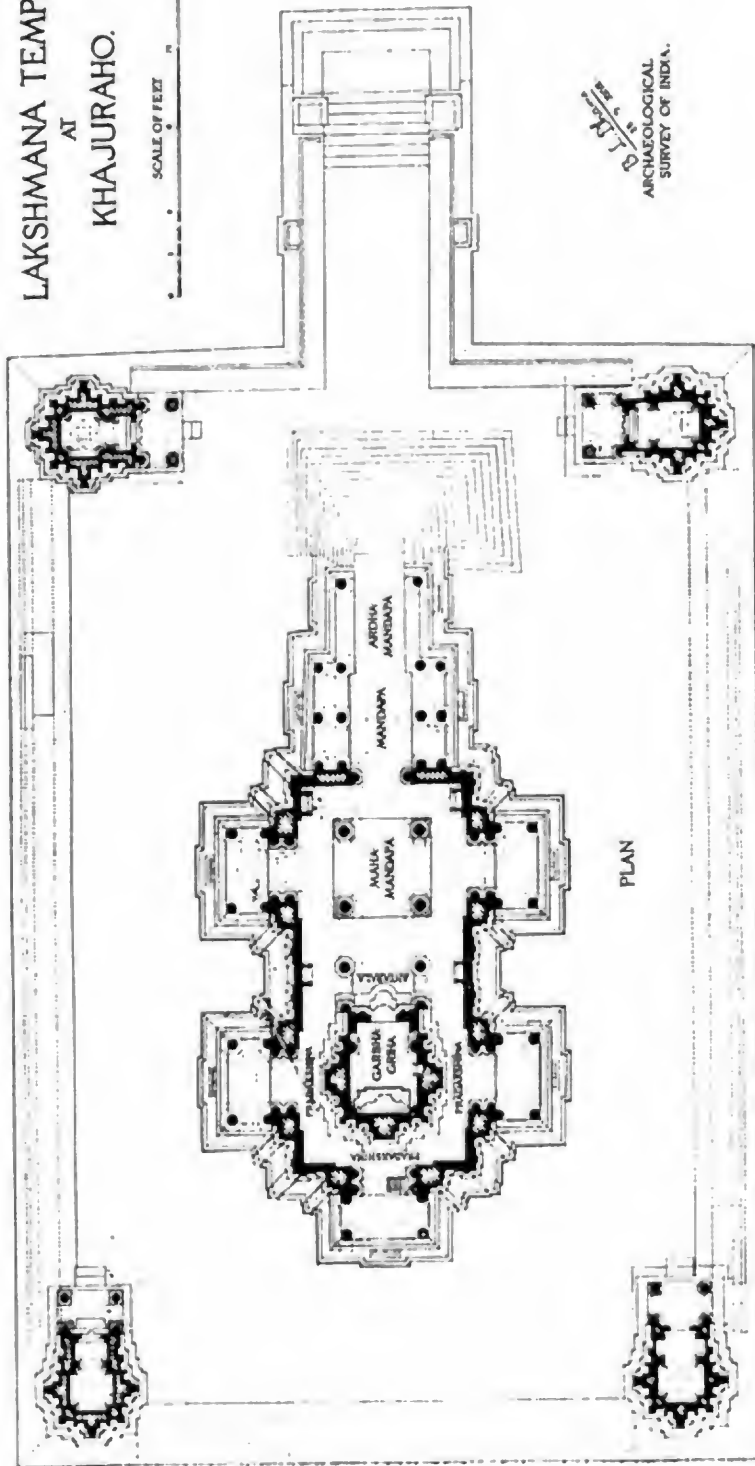 LAKSHMANA TEMP
AT
KHAJURAHO.
SCALE OF FEET
ARCHAEOLOGICAL
SURVEY OF INDIA.
ARDHA
MANDAPA
MANDAPA
MAHA
MANDAPA
ANTARALA
GARBHA
GRIHA
PRADAKSHINA
PRADAKSHINA
PRADAKSHINA
PLAN